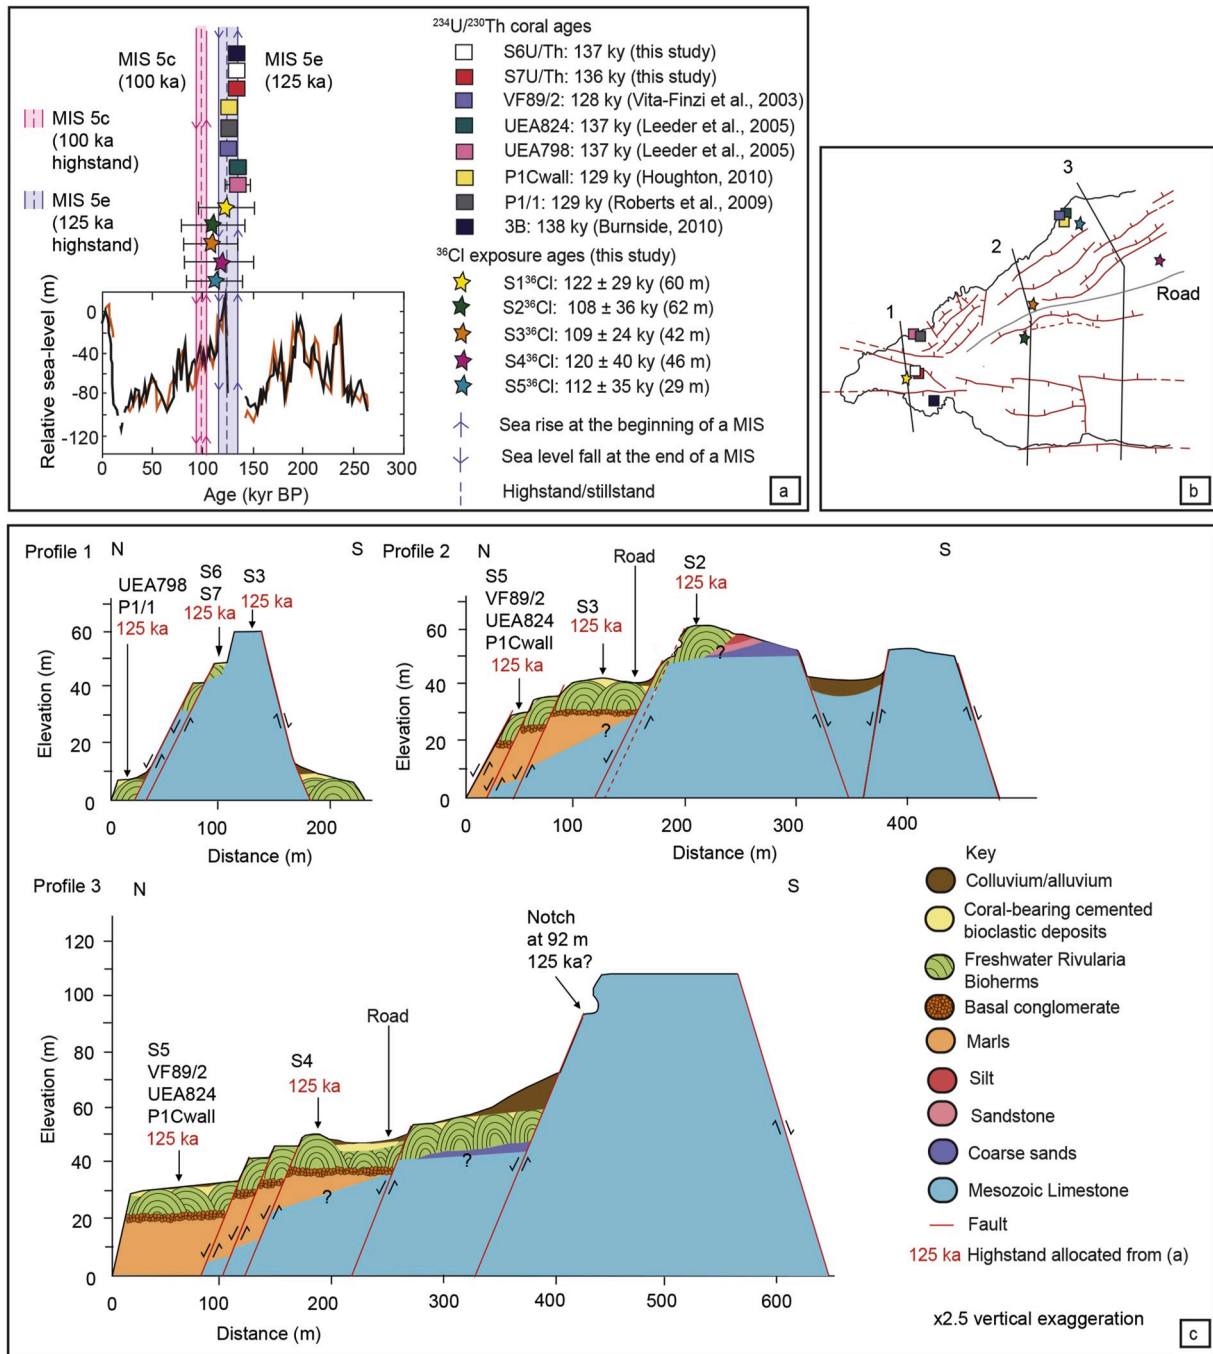 MIS 5c
(100 ka)
MIS 5e
(125 ka)
MIS 5c
(100 ka
highstand)
MIS 5e
(125 ka
highstand)
Relative sea-level (m)
0
-40
-80
-120
0
50
100
150
200
250
300
Age (kyr BP)
²³⁴U/²³⁰Th coral ages
S6U/Th: 137 ky (this study)
S7U/Th: 136 ky (this study)
VF89/2: 128 ky (Vita-Finzi et al., 2003)
UEA824: 137 ky (Leeder et al., 2005)
UEA798: 137 ky (Leeder et al., 2005)
P1Cwall: 129 ky (Houghton, 2010)
P1/1: 129 ky (Roberts et al., 2009)
3B: 138 ky (Burnside, 2010)
³⁶Cl exposure ages (this study)
S1³⁶Cl: 122 ± 29 ky (60 m)
S2³⁶Cl: 108 ± 36 ky (62 m)
S3³⁶Cl: 109 ± 24 ky (42 m)
S4³⁶Cl: 120 ± 40 ky (46 m)
S5³⁶Cl: 112 ± 35 ky (29 m)
Sea rise at the beginning of a MIS
Sea level fall at the end of a MIS
Highstand/stillstand
a
1
2
3
Road
b
Profile 1
N
S
UEA798
P1/1
125 ka
S6
S7
125 ka
S3
125 ka
Elevation (m)
60
40
20
0
0
100
200
Distance (m)
Profile 2
N
S
S5
VF89/2
UEA824
P1Cwall
125 ka
S3
125 ka
Road
S2
125 ka
?
?
Elevation (m)
60
40
20
0
0
100
200
300
400
Distance (m)
Profile 3
N
S
S5
VF89/2
UEA824
P1Cwall
125 ka
S4
125 ka
Road
Notch
at 92 m
125 ka?
?
?
Elevation (m)
120
100
80
60
40
20
0
0
100
200
300
400
500
600
Distance (m)
Key
Colluvium/alluvium
Coral-bearing cemented
bioclastic deposits
Freshwater Rivularia
Bioherms
Basal conglomerate
Marls
Silt
Sandstone
Coarse sands
Mesozoic Limestone
Fault
125 ka Highstand allocated from (a)
x2.5 vertical exaggeration
c